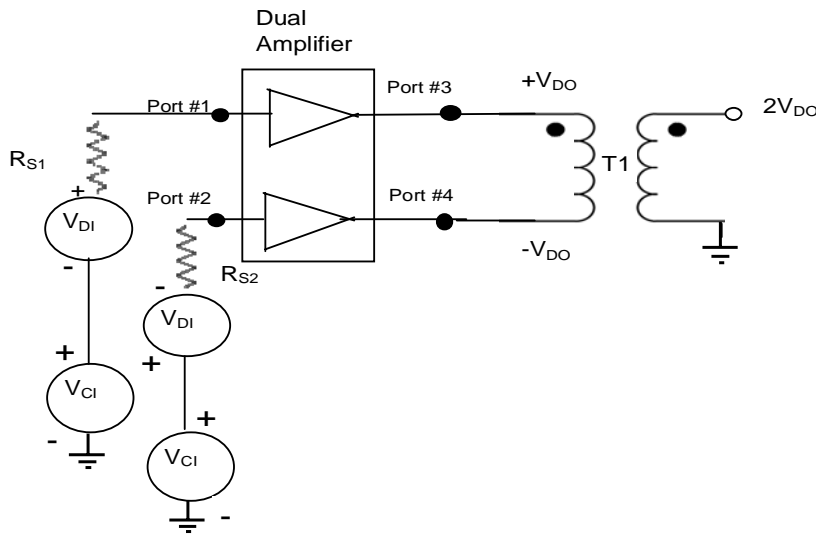 Dual
Amplifier
Port #1
Port #3
+VDO
2VDO
RS1
T1
+
Port #2
Port #4
VDI
-
RS2
-VDO
-
VDI
+
+
VCI
-
+
VCI
-